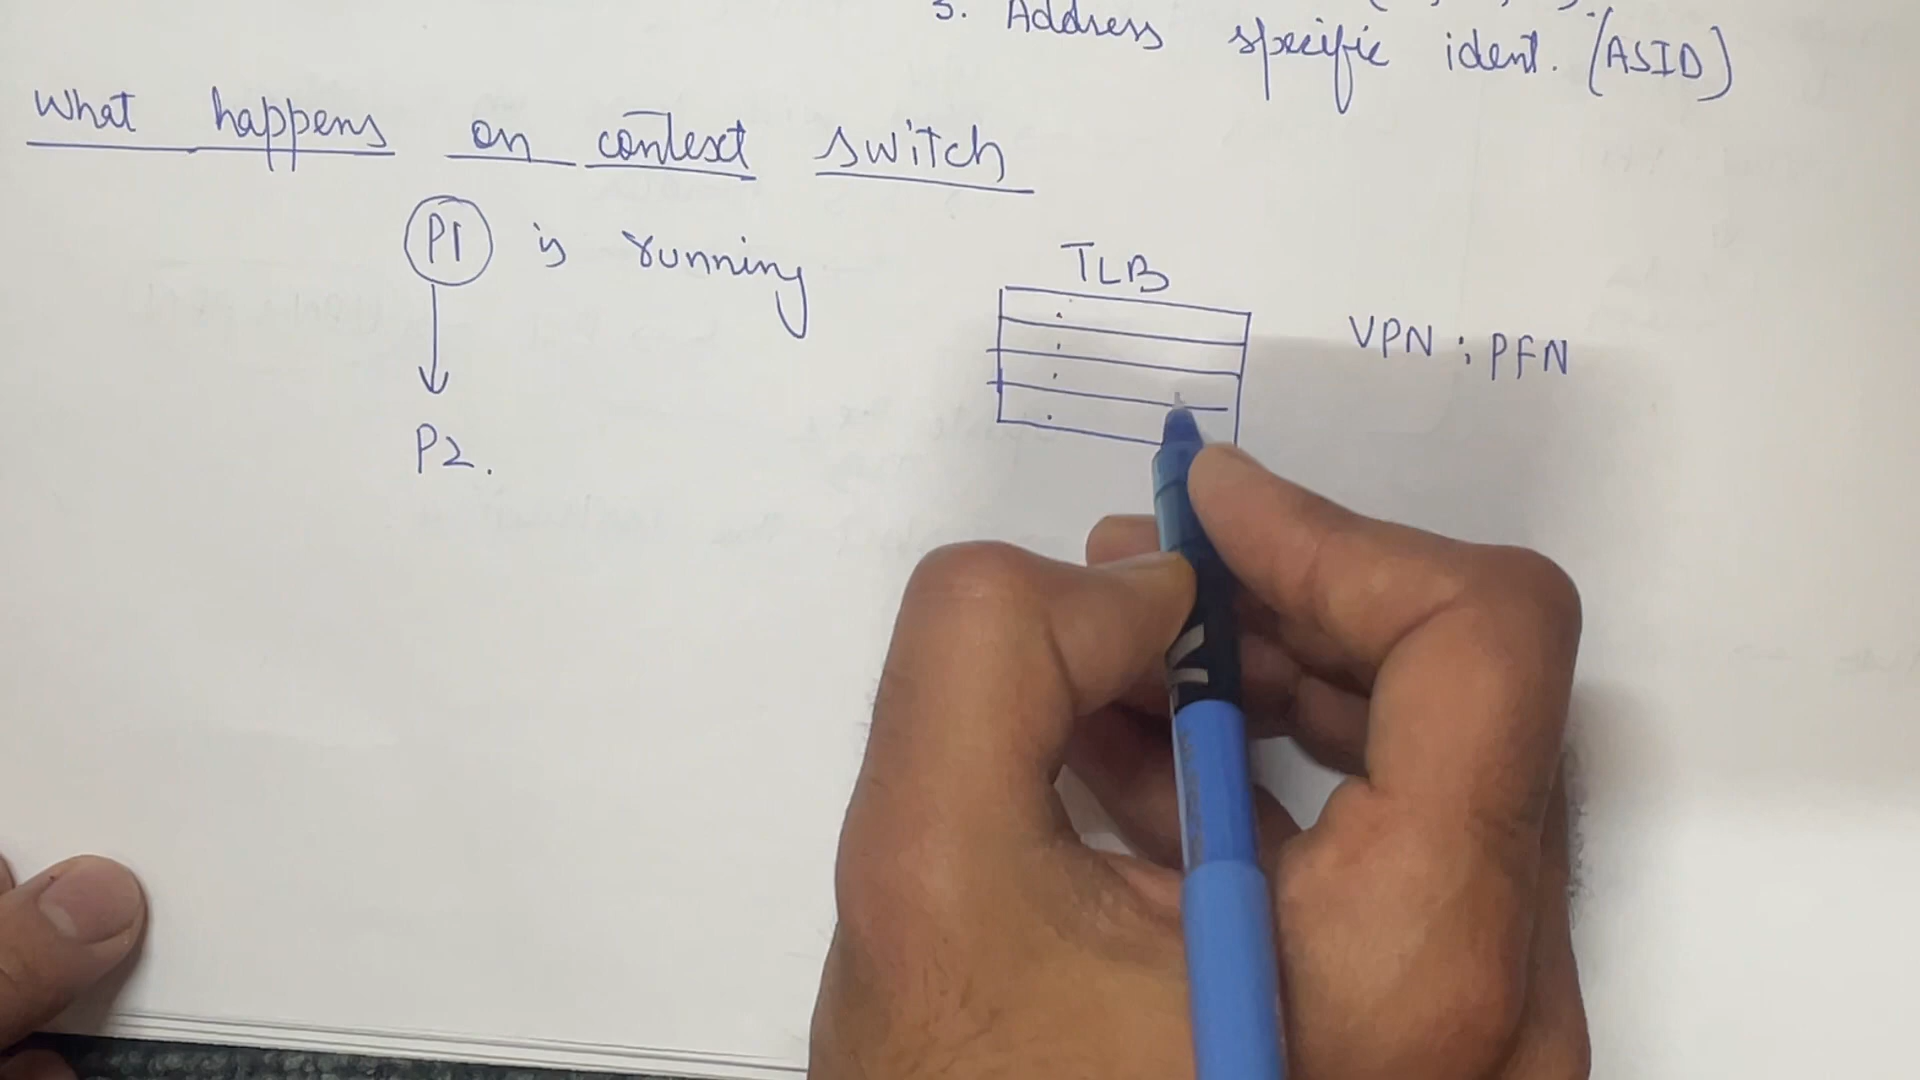 3. Address specific ident. (ASID)
What happens on context switch
P1 is running
TLB
VPN ; PFN
P2.